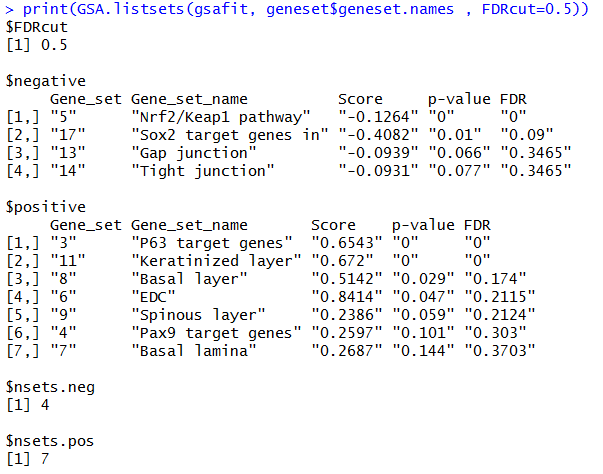 > print(GSA.listsets(gsafit, geneset$geneset.names , FDRcut=0.5))
$FDRcut
[1] 0.5
$negative
Gene_set Gene_set_name Score p-value FDR
[1,] "5" "Nrf2/Keap1 pathway" "-0.1264" "0" "0"
[2,] "17" "Sox2 target genes in" "-0.4082" "0.01" "0.09"
[3,] "13" "Gap junction" "-0.0939" "0.066" "0.3465"
[4,] "14" "Tight junction" "-0.0931" "0.077" "0.3465"
$positive
Gene_set Gene_set_name Score p-value FDR
[1,] "3" "P63 target genes" "0.6543" "0" "0"
[2,] "11" "Keratinized layer" "0.672" "0" "0"
[3,] "8" "Basal layer" "0.5142" "0.029" "0.174"
[4,] "6" "EDC" "0.8414" "0.047" "0.2115"
[5,] "9" "Spinous layer" "0.2386" "0.059" "0.2124"
[6,] "4" "Pax9 target genes" "0.2597" "0.101" "0.303"
[7,] "7" "Basal lamina" "0.2687" "0.144" "0.3703"
$nsets.neg
[1] 4
$nsets.pos
[1] 7